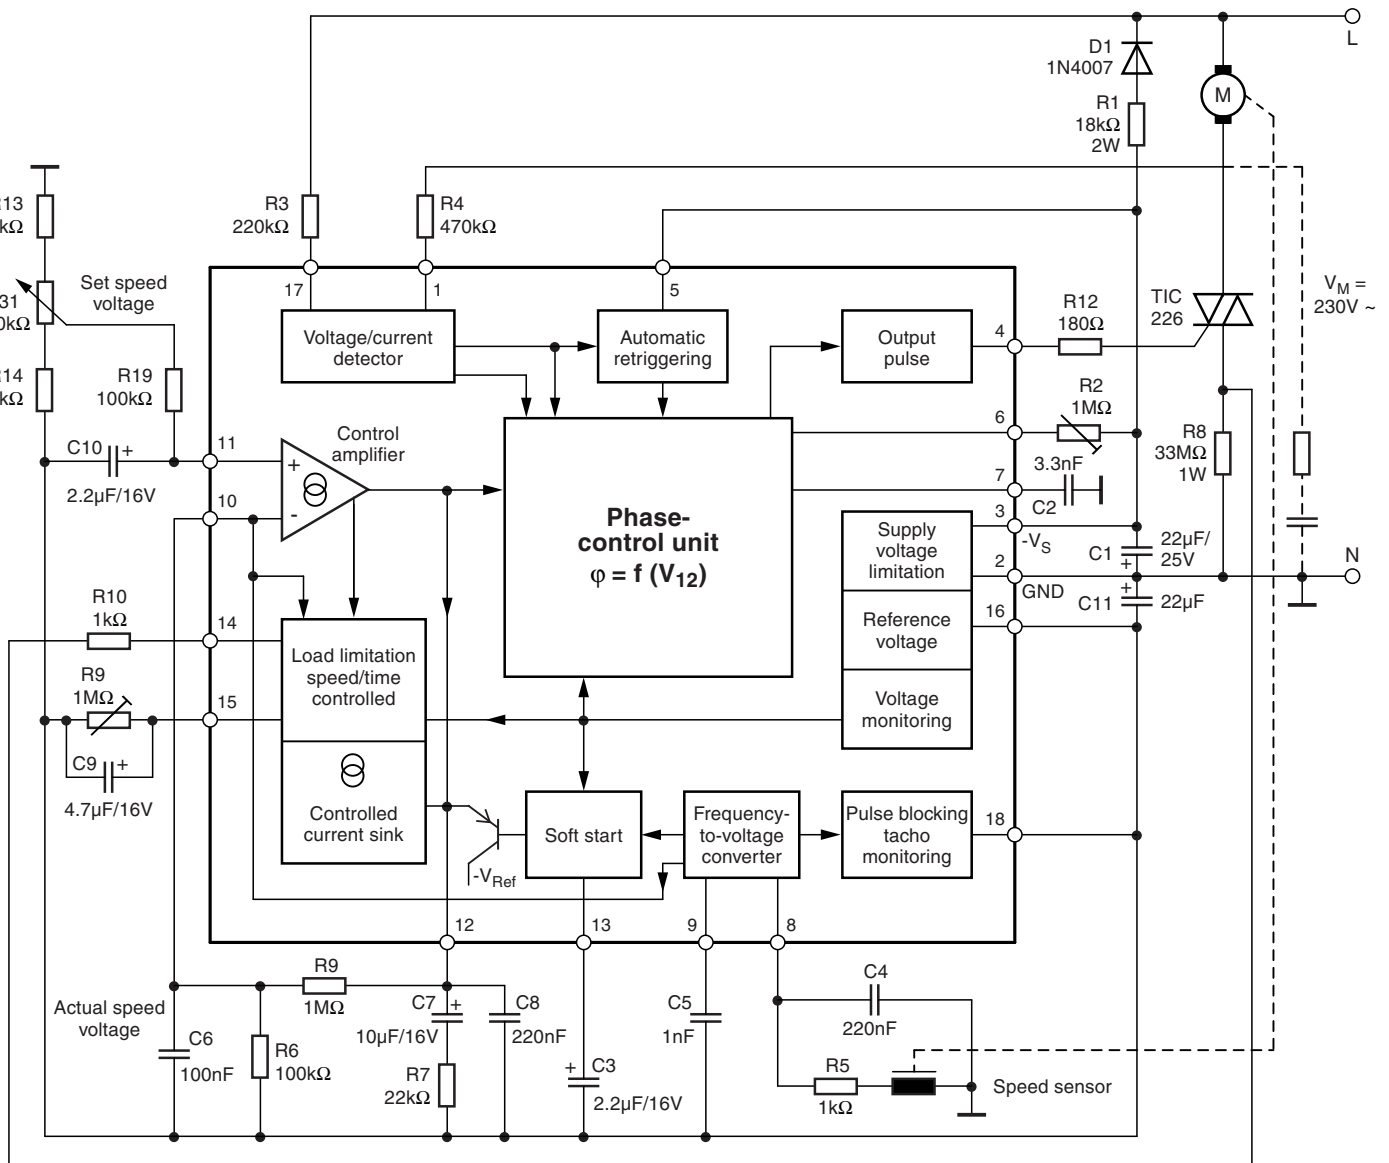 L
D1
1N4007
M
R1
18kΩ
2W
R3
220kΩ
R4
470kΩ
Set speed
voltage
17
1
5
VM =
230V ~
TIC
226
R12
180Ω
4
Voltage/current
detector
Automatic
retriggering
Output
pulse
R19
100kΩ
R2
1MΩ
6
Control
amplifier
11
C10
+
2.2µF/16V
+
-
10
R8
33MΩ
1W
3.3nF
7
C2
Phase-
control unit
φ = f (V12)
3
-VS
Supply
voltage
limitation
C1
22µF/
25V
+
2
GND
N
C11
+
22µF
16
Reference
voltage
R10
1kΩ
14
Load limitation
speed/time
controlled
R9
1MΩ
15
Voltage
monitoring
C9
+
4.7µF/16V
Controlled
current sink
Soft start
Frequency-
to-voltage
converter
Pulse blocking
tacho
monitoring
18
-VRef
12
13
9
8
Actual speed
voltage
R9
1MΩ
C7
+
10µF/16V
C8
220nF
C5
1nF
C4
220nF
C6
100nF
R6
100kΩ
R7
22kΩ
+
C3
2.2µF/16V
R5
1kΩ
Speed sensor